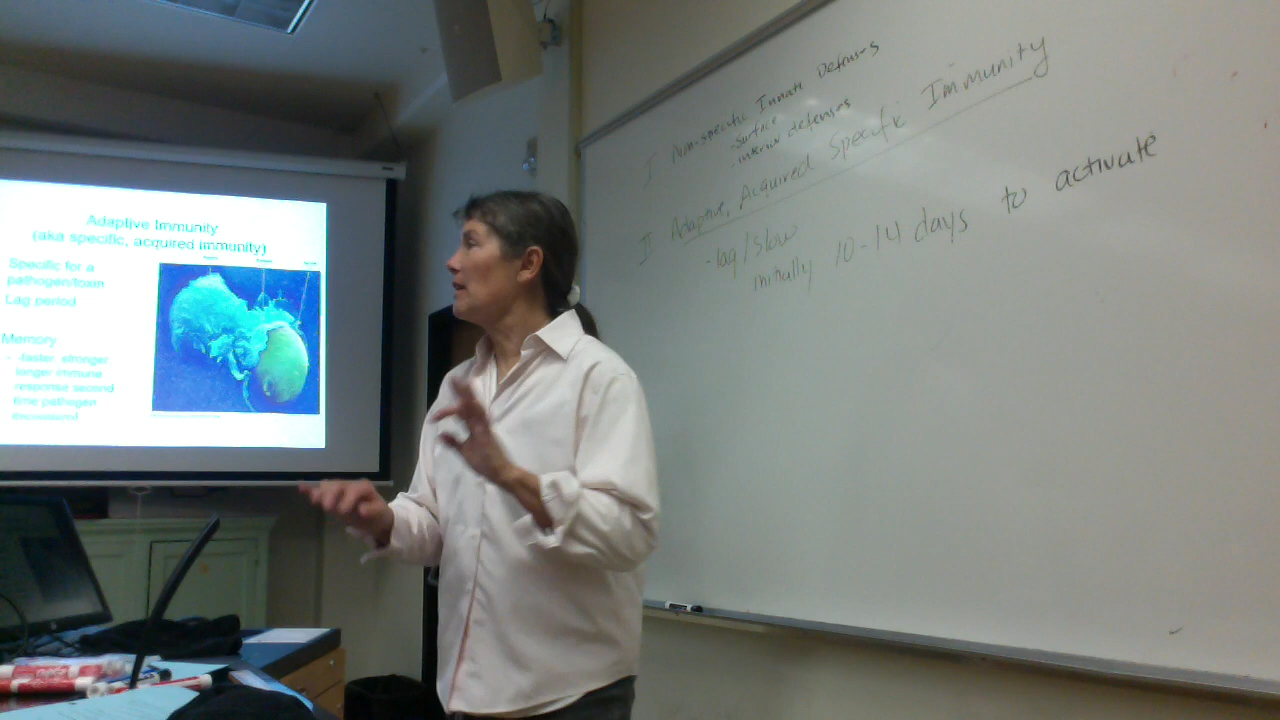 Adaptive Immunity
(aka specific, acquired immunity)
Specific for a
pathogen/toxin
Lag period
Memory
- -faster, stronger
longer immune
response second
time pathogen
encountered
I Non-specific Innate Defenses
- Surface
- interior defenses
II Adaptive, Acquired Specific Immunity
- lag/slow
initially 10-14 days to activate